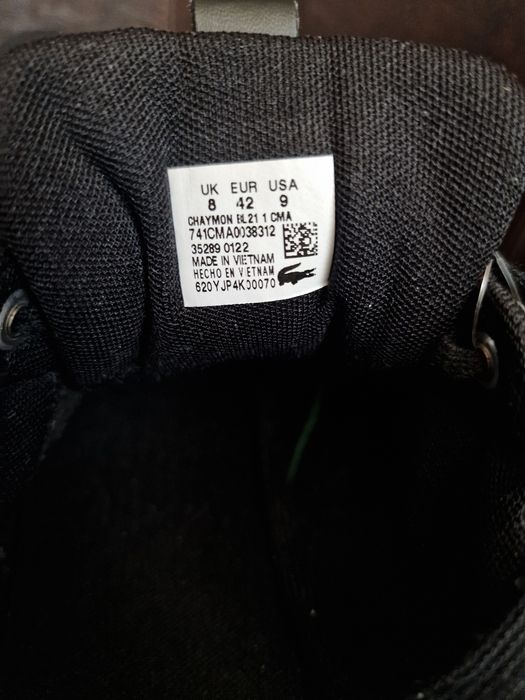 UK EUR USA
8 42 9
CHAYMON BL21 1 CMA
741CMA0038312
35289 0122
MADE IN VIETNAM
HECHO EN VIETNAM
620YJP4K00070